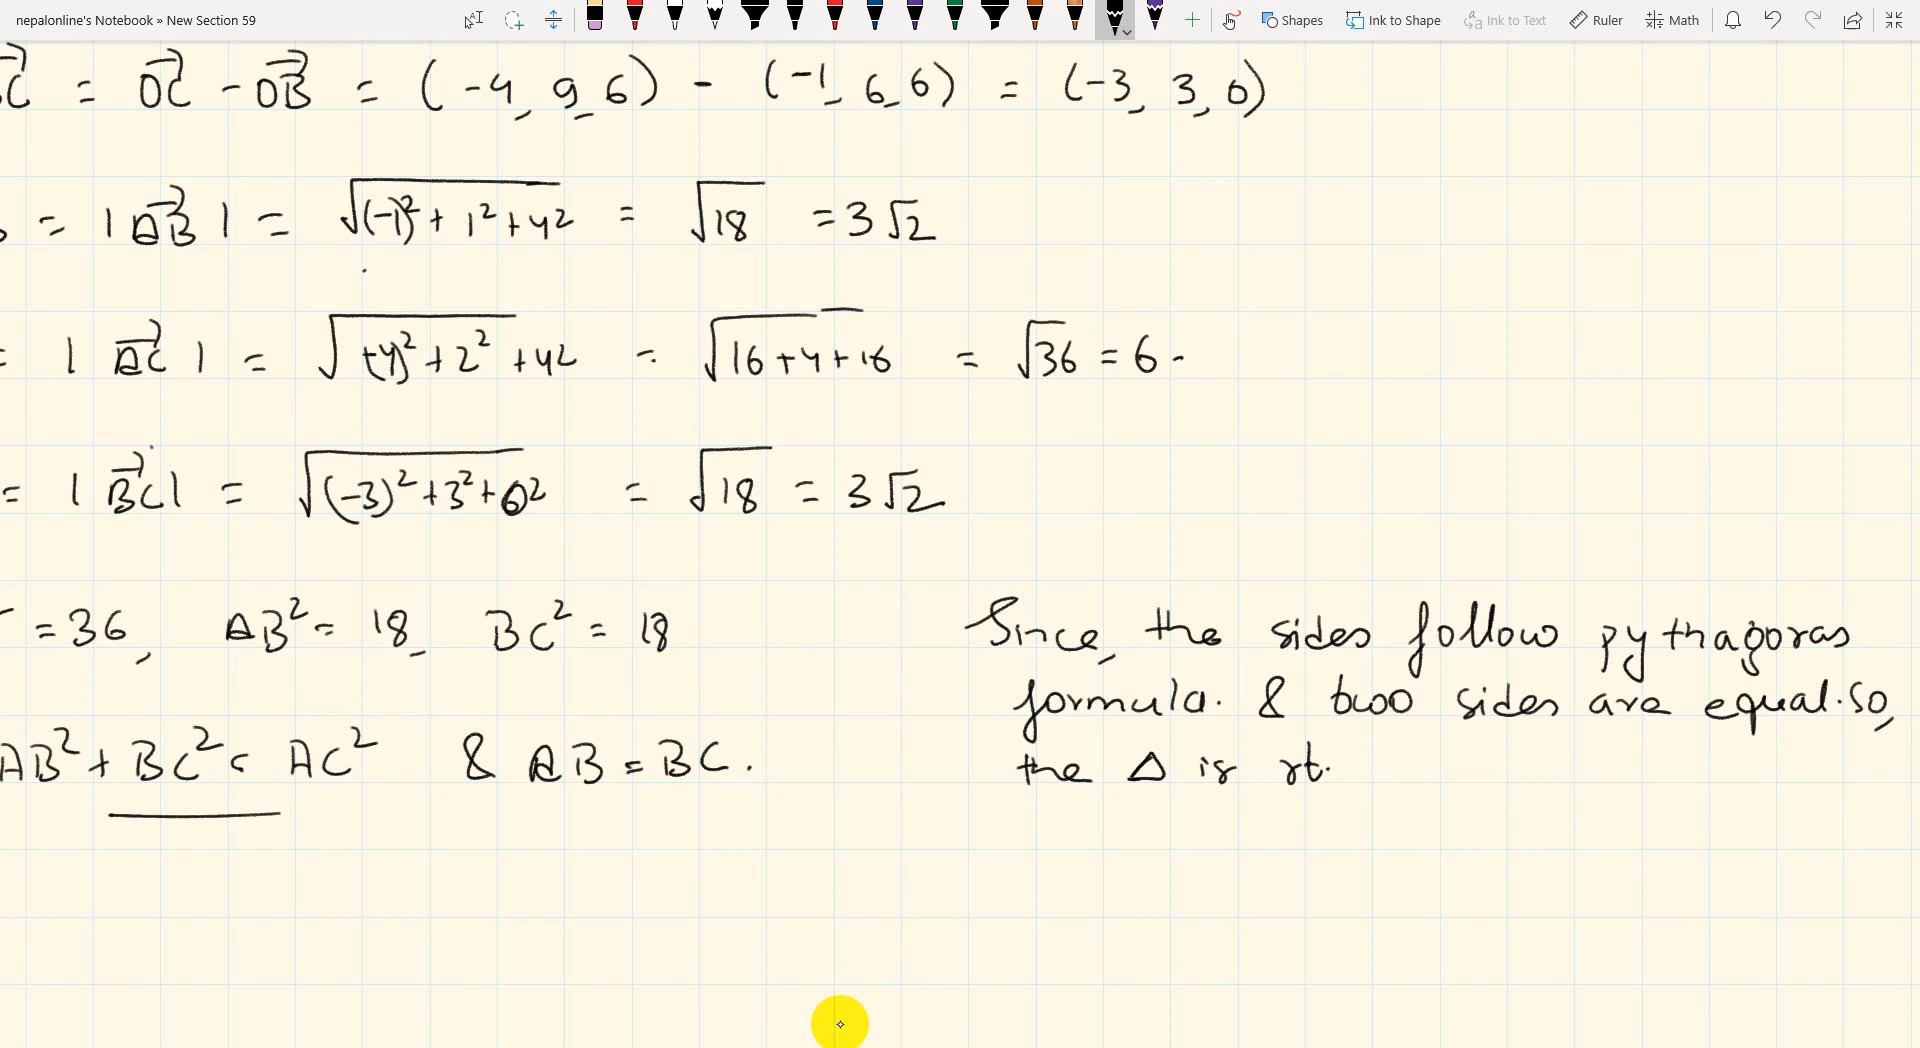 nepalonline's Notebook » New Section 59
Shapes Ink to Shape Ink to Text Ruler Math
C = OC - OB = (-4, 9, 6) - (-1, 6, 6) = (-3, 3, 0)
= |AB| = √(-1)² + 1² + 42 = √18 = 3√2
= |AC| = √(-4)² + 2² + 42 = √16+4+16 = √36 = 6
= |BC| = √(-3)² + 3² + 0² = √18 = 3√2
= 36, AB² = 18, BC² = 18
AB² + BC² = AC² & AB = BC.
Since, the sides follow pythagoras
formula. & two sides are equal. so,
the Δ is rt.